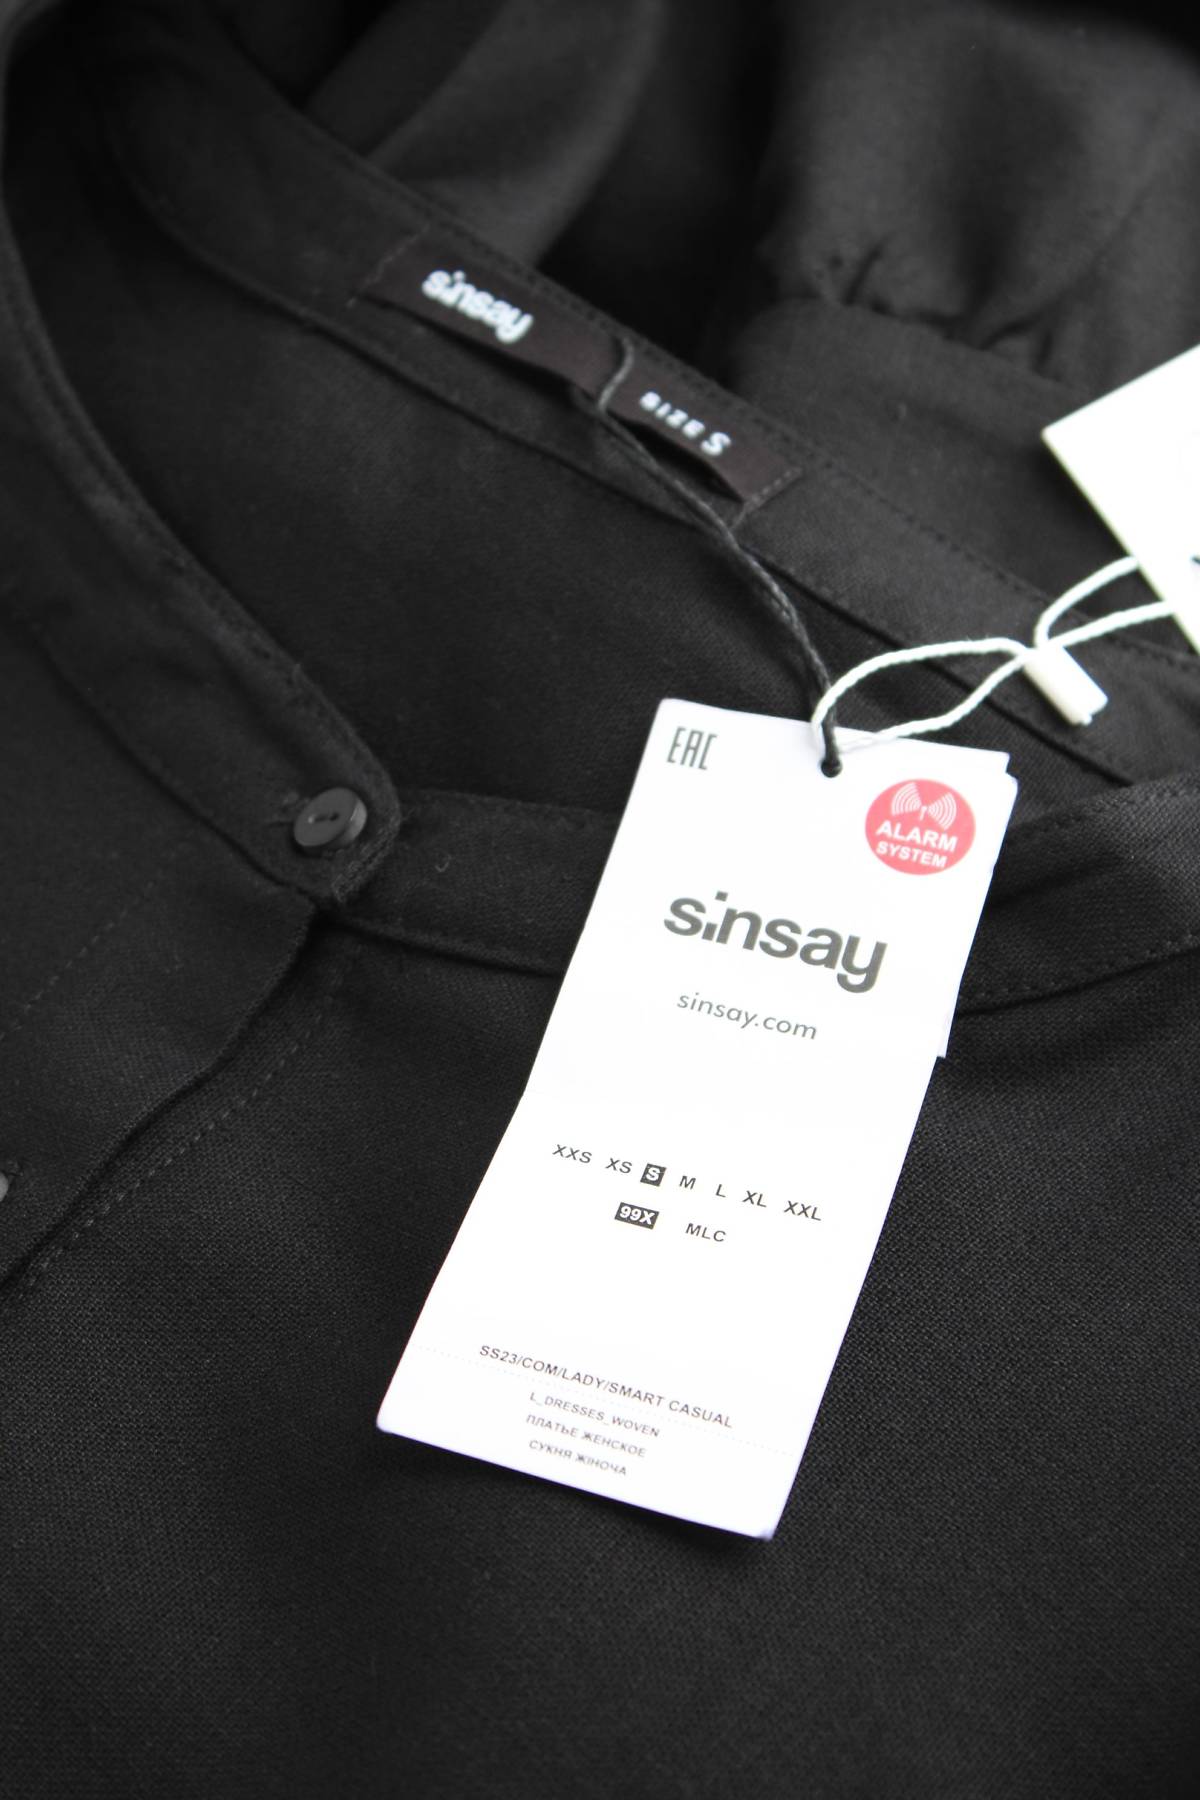 sinsay
SIZE S
EAC
ALARM
SYSTEM
sinsay
sinsay.com
XXS XS S M L XL XXL
99X MLC
SS23/COM/LADY/SMART CASUAL
L_DRESSES_WOVEN
ПЛАТЬЕ ЖЕНСКОЕ
СУКНЯ ЖІНОЧА